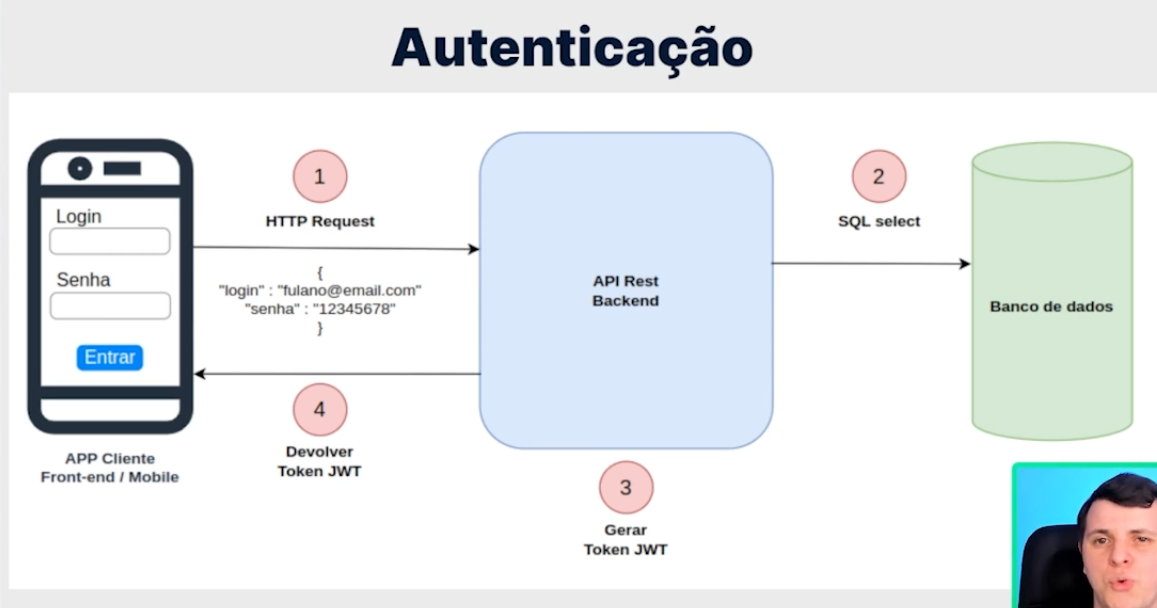 Autenticação
1
HTTP Request
{
"login" : "fulano@email.com"
"senha" : "12345678"
}
2
SQL select
Login
Senha
Entrar
API Rest
Backend
Banco de dados
4
Devolver
Token JWT
APP Cliente
Front-end / Mobile
3
Gerar
Token JWT